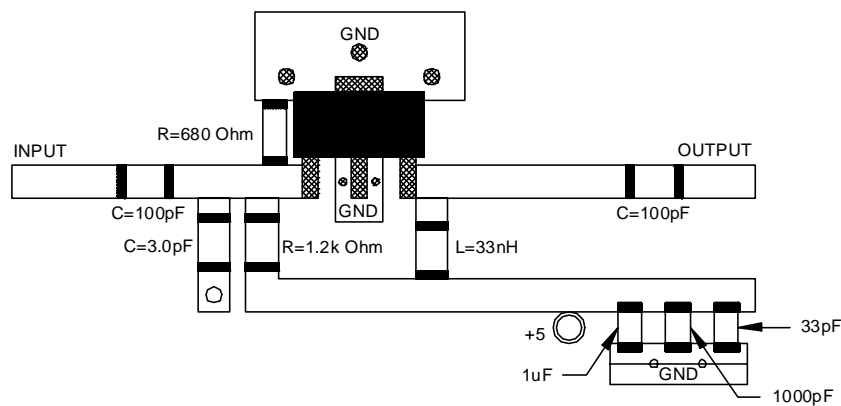 GND
R=680 Ohm
INPUT
OUTPUT
C=100pF
GND
C=100pF
C=3.0pF
R=1.2k Ohm
L=33nH
+5
33pF
1uF
GND
1000pF